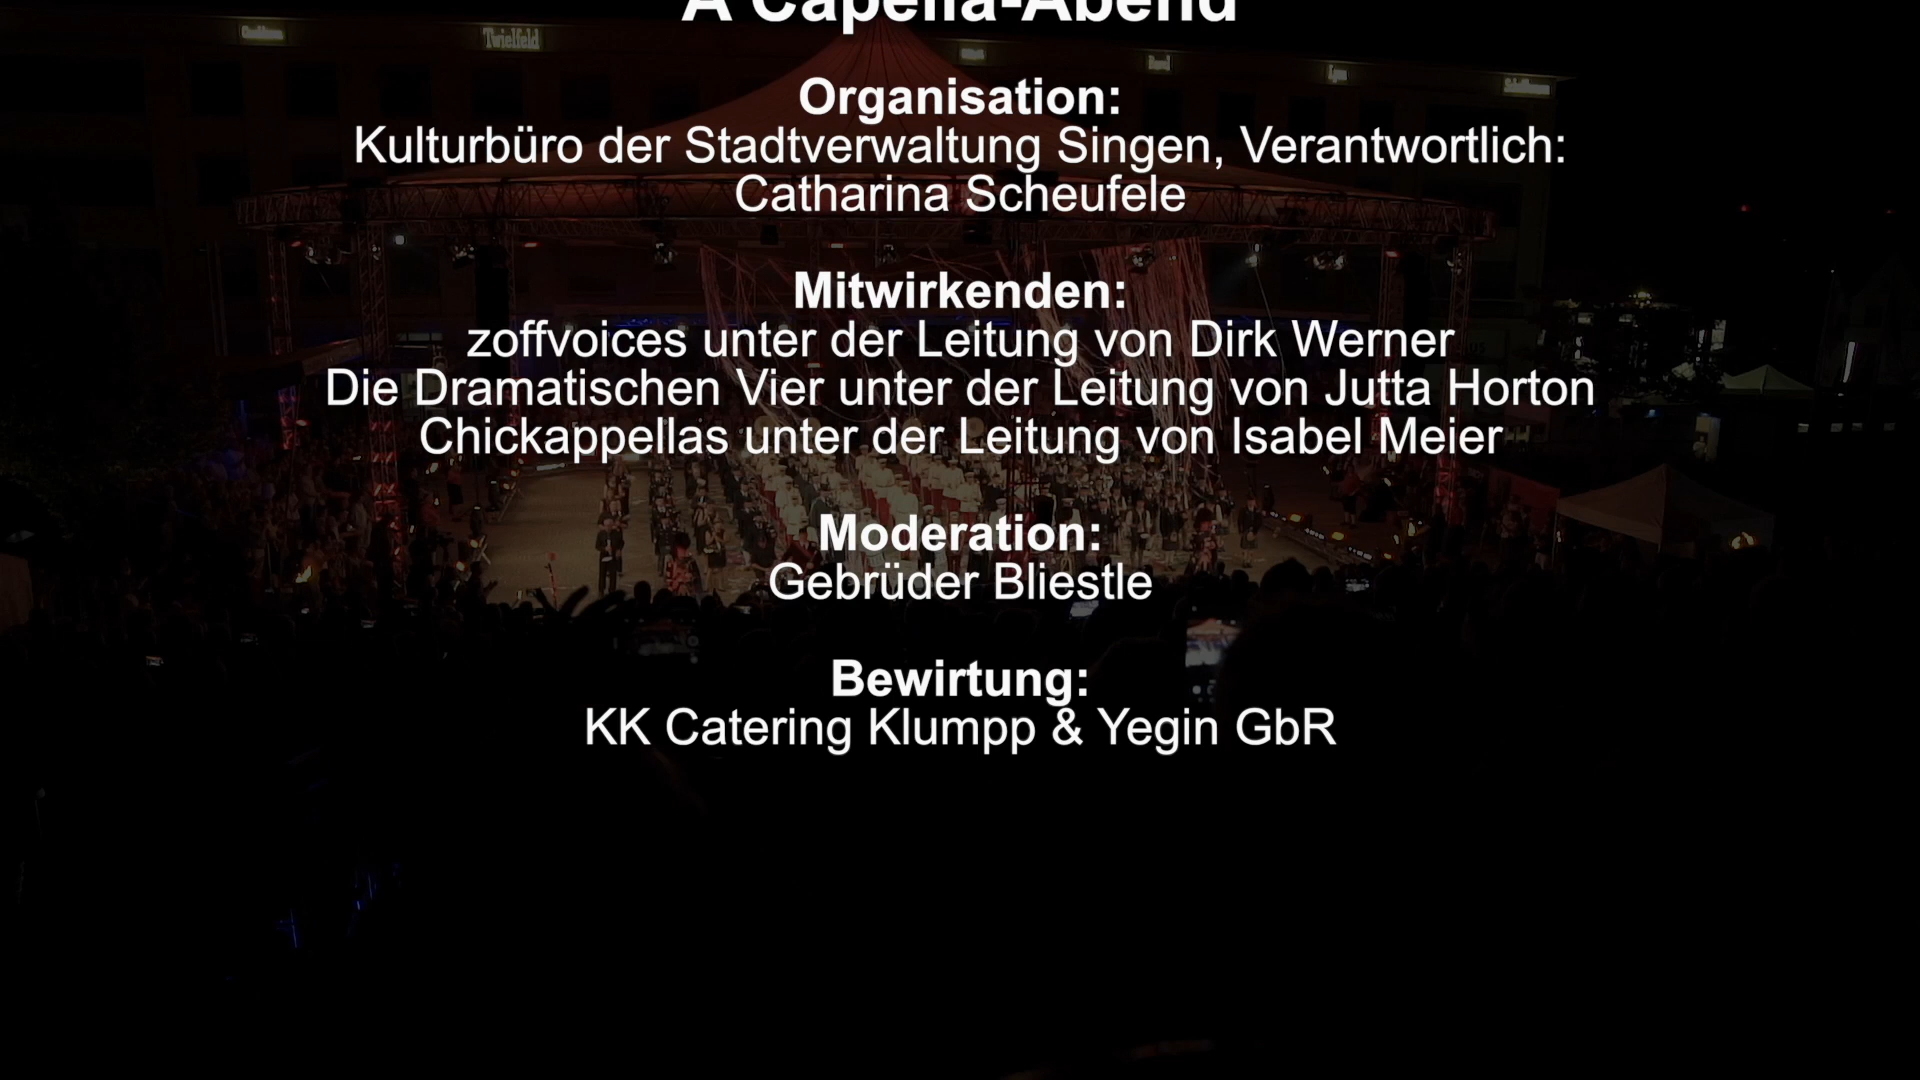 A Capella-Abend
Twielfeld
Organisation:
Kulturbüro der Stadtverwaltung Singen, Verantwortlich:
Catharina Scheufele
Mitwirkenden:
zoffvoices unter der Leitung von Dirk Werner
Die Dramatischen Vier unter der Leitung von Jutta Horton
Chickappellas unter der Leitung von Isabel Meier
Moderation:
Gebrüder Bliestle
Bewirtung:
KK Catering Klumpp & Yegin GbR